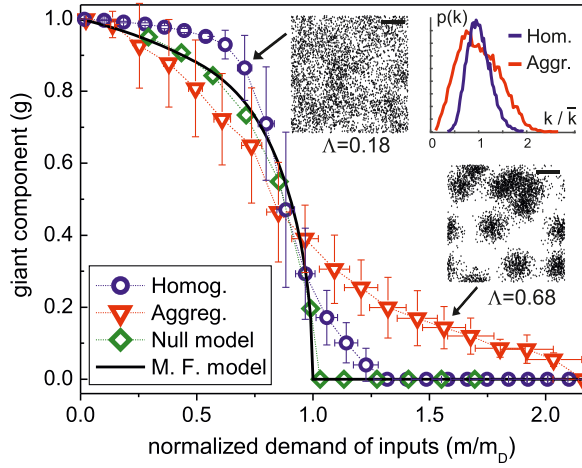 giant component (g)
1.0
0.8
0.6
0.4
0.2
0.0
0.0
0.5
1.0
1.5
2.0
normalized demand of inputs (m/m_D)
Homog.
Aggreg.
Null model
M. F. model
Λ=0.18
p(k)
Hom.
Aggr.
k / k̅
0
1
2
Λ=0.68